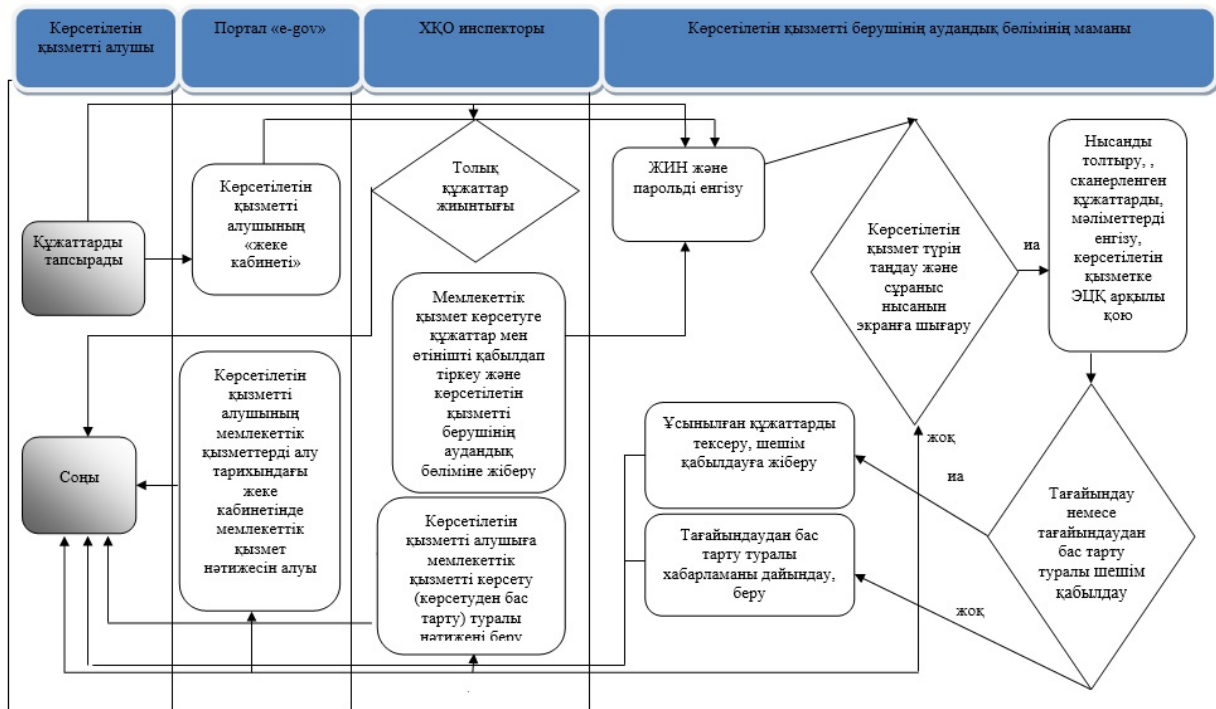 Көрсетілетін
қызметті алушы
Портал «e-gov»
ХҚО инспекторы
Көрсетілетін қызметті берушінің аудандық бөлімінің маманы
Құжаттарды
тапсырады
Соңы
Көрсетілетін
қызметті
алушының
«жеке
кабинеті»
Көрсетілетін
қызметті
алушының
мемлекеттік
қызметтерді алу
тарихындағы
жеке
кабинетінде
мемлекеттік
қызмет
нәтижесін алуы
Толық
құжаттар
жиынтығы
Мемлекеттік
қызмет көрсетуге
құжаттар мен
өтінішті қабылдап
тіркеу және
көрсетілетін
қызметті
берушінің
аудандық
бөліміне жіберу
Көрсетілетін
қызметті алушыға
мемлекеттік
қызметті көрсету
(көрсетуден бас
тарту) туралы
нәтижені беру
ЖИН және
парольді енгізу
Көрсетілетін
қызмет түрін
таңдау және
сұраныс
нысанын
экранға шығару
иа
жоқ
Нысанды
толтыру, ,
сканерленген
құжаттарды,
мәліметтерді
енгізу,
көрсетілетін
қызметке
ЭЦҚ арқылы
қою
Ұсынылған құжаттарды
тексеру, шешім
қабылдауға жіберу
иа
Тағайындау
немесе
тағайындаудан
бас тарту
туралы шешім
қабылдау
Тағайындаудан бас
тарту туралы
хабарламаны дайындау,
беру
жоқ